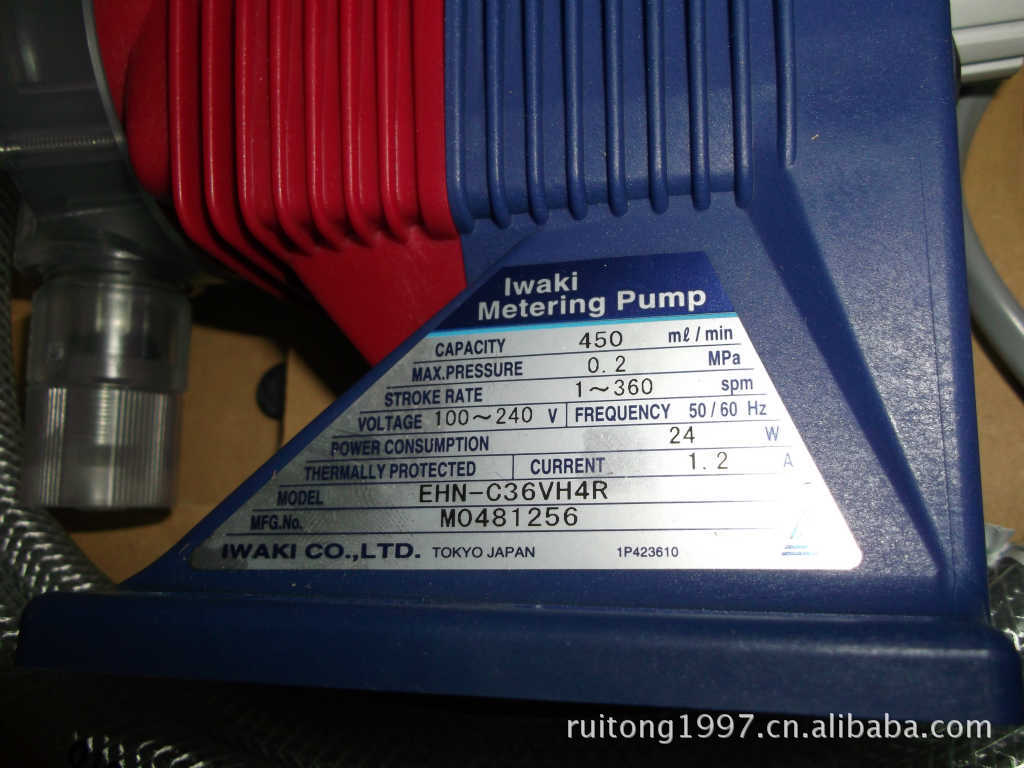 Iwaki
Metering Pump
CAPACITY 450 mℓ/min
MAX.PRESSURE 0.2 MPa
STROKE RATE 1～360 spm
VOLTAGE 100～240 V FREQUENCY 50/60 Hz
POWER CONSUMPTION 24 W
THERMALLY PROTECTED CURRENT 1.2 A
MODEL EHN-C36VH4R
MFG.No. M0481256
IWAKI CO.,LTD. TOKYO JAPAN 1P423610
ruitong1997.cn.alibaba.com